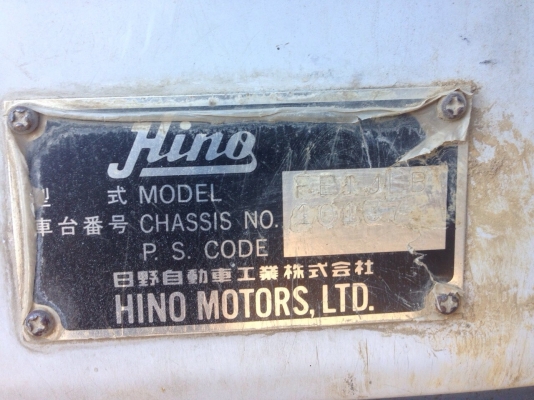 Hino
型 式 MODEL
車台番号 CHASSIS NO.
P. S. CODE
日野自動車工業株式会社
HINO MOTORS, LTD.